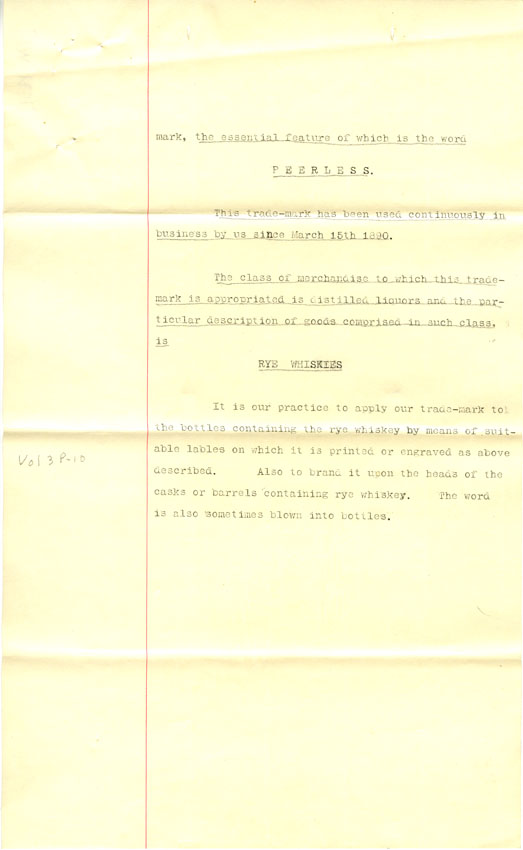 mark, the essential feature of which is the word
P E E R L E S S.
This trade-mark has been used continuously in
business by us since March 15th 1890.
The class of merchandise to which this trade-
mark is appropriated is distilled liquors and the par-
ticular description of goods comprised in such class,
is
RYE WHISKIES
It is our practice to apply our trade-mark to
the bottles containing the rye whiskey by means of suit-
able lables on which it is printed or engraved as above
described. Also to brand it upon the heads of the
casks or barrels containing rye whiskey. The word
is also sometimes blown into bottles.
Vol 3 P-10